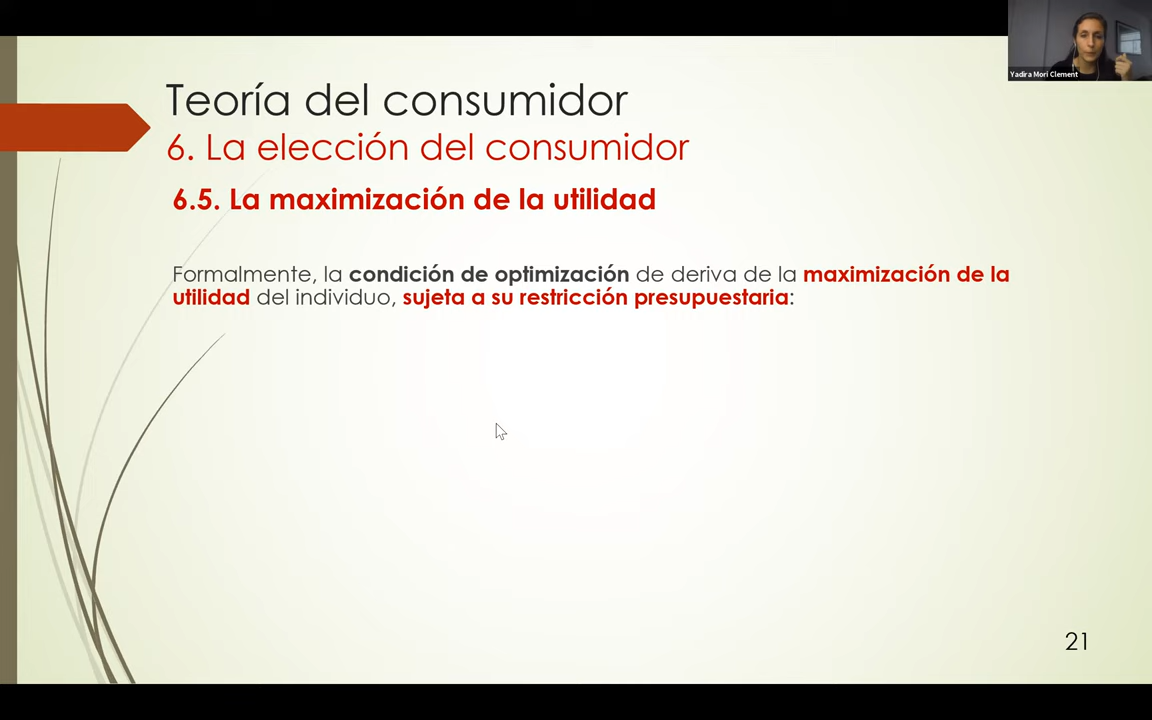 Yadira Mori Clement
Teoría del consumidor
6. La elección del consumidor
6.5. La maximización de la utilidad
Formalmente, la condición de optimización de deriva de la maximización de la
utilidad del individuo, sujeta a su restricción presupuestaria:
21